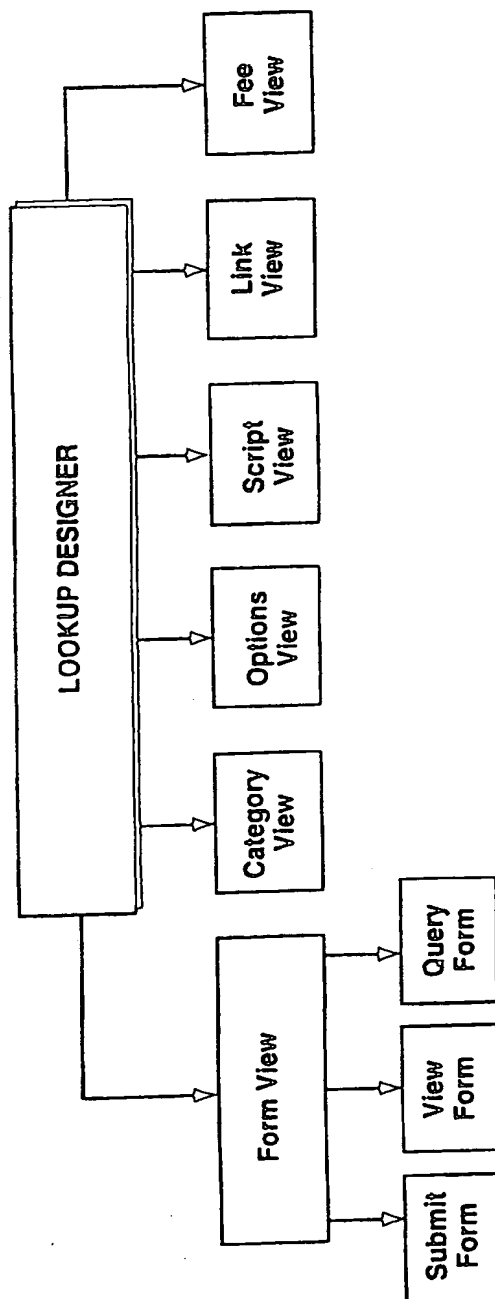 LOOKUP DESIGNER
Form View
Category
View
Options
View
Script
View
Link
View
Fee
View
Submit
Form
View
Form
Query
Form